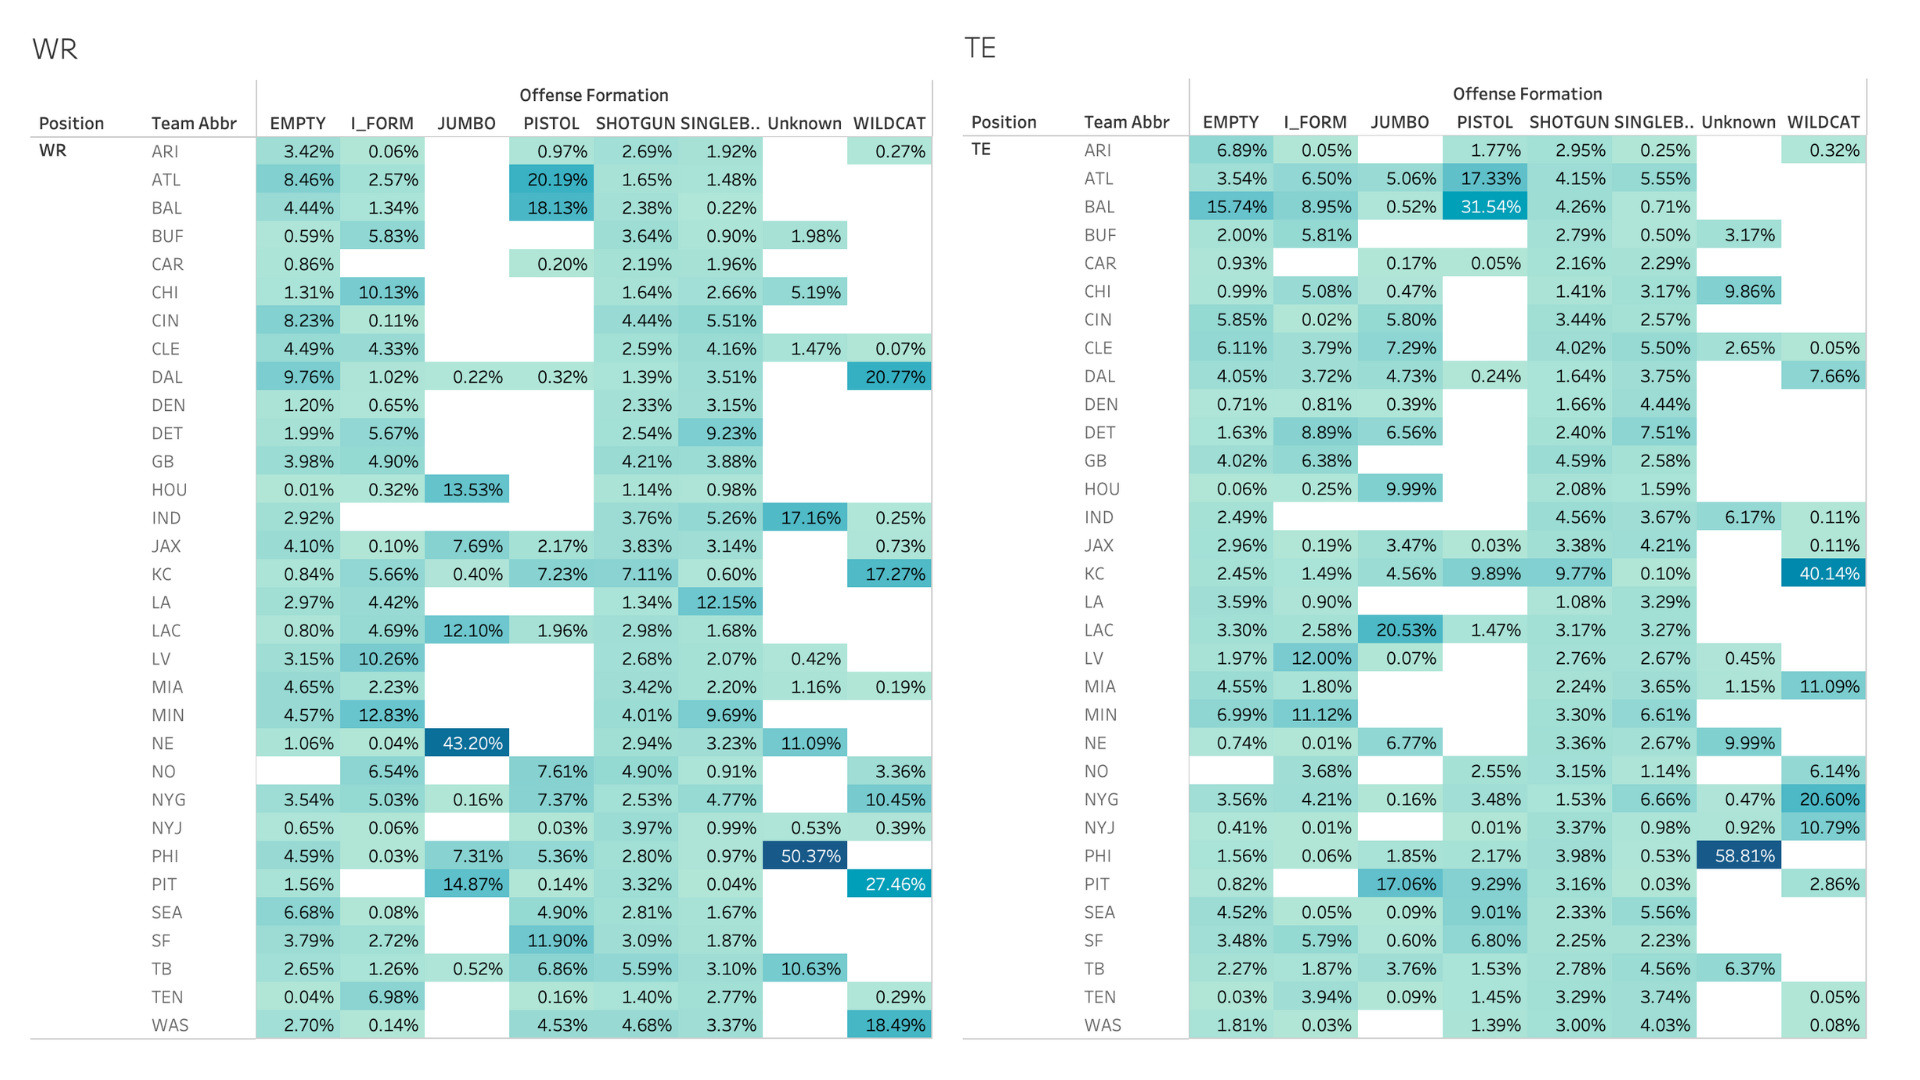 WR
Offense Formation
Position Team Abbr EMPTY I_FORM JUMBO PISTOL SHOTGUN SINGLEB.. Unknown WILDCAT
WR ARI 3.42% 0.06% 0.97% 2.69% 1.92% 0.27%
ATL 8.46% 2.57% 20.19% 1.65% 1.48%
BAL 4.44% 1.34% 18.13% 2.38% 0.22%
BUF 0.59% 5.83% 3.64% 0.90% 1.98%
CAR 0.86% 0.20% 2.19% 1.96%
CHI 1.31% 10.13% 1.64% 2.66% 5.19%
CIN 8.23% 0.11% 4.44% 5.51%
CLE 4.49% 4.33% 2.59% 4.16% 1.47% 0.07%
DAL 9.76% 1.02% 0.22% 0.32% 1.39% 3.51% 20.77%
DEN 1.20% 0.65% 2.33% 3.15%
DET 1.99% 5.67% 2.54% 9.23%
GB 3.98% 4.90% 4.21% 3.88%
HOU 0.01% 0.32% 13.53% 1.14% 0.98%
IND 2.92% 3.76% 5.26% 17.16% 0.25%
JAX 4.10% 0.10% 7.69% 2.17% 3.83% 3.14% 0.73%
KC 0.84% 5.66% 0.40% 7.23% 7.11% 0.60% 17.27%
LA 2.97% 4.42% 1.34% 12.15%
LAC 0.80% 4.69% 12.10% 1.96% 2.98% 1.68%
LV 3.15% 10.26% 2.68% 2.07% 0.42%
MIA 4.65% 2.23% 3.42% 2.20% 1.16% 0.19%
MIN 4.57% 12.83% 4.01% 9.69%
NE 1.06% 0.04% 43.20% 2.94% 3.23% 11.09%
NO 6.54% 7.61% 4.90% 0.91% 3.36%
NYG 3.54% 5.03% 0.16% 7.37% 2.53% 4.77% 10.45%
NYJ 0.65% 0.06% 0.03% 3.97% 0.99% 0.53% 0.39%
PHI 4.59% 0.03% 7.31% 5.36% 2.80% 0.97% 50.37%
PIT 1.56% 14.87% 0.14% 3.32% 0.04% 27.46%
SEA 6.68% 0.08% 4.90% 2.81% 1.67%
SF 3.79% 2.72% 11.90% 3.09% 1.87%
TB 2.65% 1.26% 0.52% 6.86% 5.59% 3.10% 10.63%
TEN 0.04% 6.98% 0.16% 1.40% 2.77% 0.29%
WAS 2.70% 0.14% 4.53% 4.68% 3.37% 18.49%
TE
Offense Formation
Position Team Abbr EMPTY I_FORM JUMBO PISTOL SHOTGUN SINGLEB.. Unknown WILDCAT
TE ARI 6.89% 0.05% 1.77% 2.95% 0.25% 0.32%
ATL 3.54% 6.50% 5.06% 17.33% 4.15% 5.55%
BAL 15.74% 8.95% 0.52% 31.54% 4.26% 0.71%
BUF 2.00% 5.81% 2.79% 0.50% 3.17%
CAR 0.93% 0.17% 0.05% 2.16% 2.29%
CHI 0.99% 5.08% 0.47% 1.41% 3.17% 9.86%
CIN 5.85% 0.02% 5.80% 3.44% 2.57%
CLE 6.11% 3.79% 7.29% 4.02% 5.50% 2.65% 0.05%
DAL 4.05% 3.72% 4.73% 0.24% 1.64% 3.75% 7.66%
DEN 0.71% 0.81% 0.39% 1.66% 4.44%
DET 1.63% 8.89% 6.56% 2.40% 7.51%
GB 4.02% 6.38% 4.59% 2.58%
HOU 0.06% 0.25% 9.99% 2.08% 1.59%
IND 2.49% 4.56% 3.67% 6.17% 0.11%
JAX 2.96% 0.19% 3.47% 0.03% 3.38% 4.21% 0.11%
KC 2.45% 1.49% 4.56% 9.89% 9.77% 0.10% 40.14%
LA 3.59% 0.90% 1.08% 3.29%
LAC 3.30% 2.58% 20.53% 1.47% 3.17% 3.27%
LV 1.97% 12.00% 0.07% 2.76% 2.67% 0.45%
MIA 4.55% 1.80% 2.24% 3.65% 1.15% 11.09%
MIN 6.99% 11.12% 3.30% 6.61%
NE 0.74% 0.01% 6.77% 3.36% 2.67% 9.99%
NO 3.68% 2.55% 3.15% 1.14% 6.14%
NYG 3.56% 4.21% 0.16% 3.48% 1.53% 6.66% 0.47% 20.60%
NYJ 0.41% 0.01% 0.01% 3.37% 0.98% 0.92% 10.79%
PHI 1.56% 0.06% 1.85% 2.17% 3.98% 0.53% 58.81%
PIT 0.82% 17.06% 9.29% 3.16% 0.03% 2.86%
SEA 4.52% 0.05% 0.09% 9.01% 2.33% 5.56%
SF 3.48% 5.79% 0.60% 6.80% 2.25% 2.23%
TB 2.27% 1.87% 3.76% 1.53% 2.78% 4.56% 6.37%
TEN 0.03% 3.94% 0.09% 1.45% 3.29% 3.74% 0.05%
WAS 1.81% 0.03% 1.39% 3.00% 4.03% 0.08%